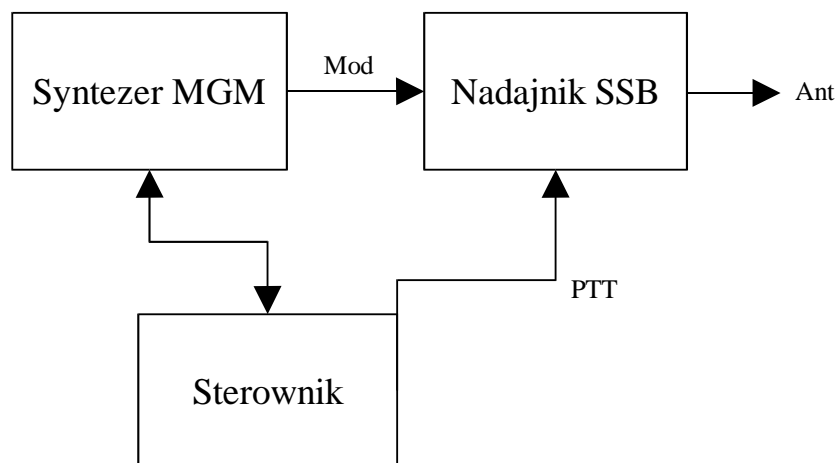 Syntezer MGM
Mod
Nadajnik SSB
Ant
PTT
Sterownik